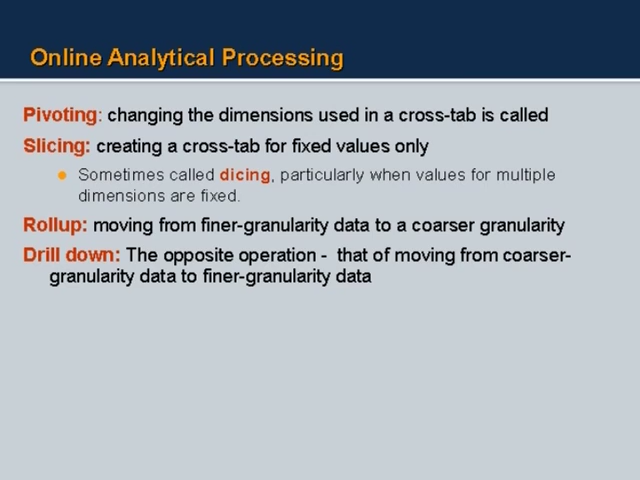 Online Analytical Processing
Pivoting: changing the dimensions used in a cross-tab is called
Slicing: creating a cross-tab for fixed values only
Sometimes called dicing, particularly when values for multiple
dimensions are fixed.
Rollup: moving from finer-granularity data to a coarser granularity
Drill down: The opposite operation - that of moving from coarser-
granularity data to finer-granularity data